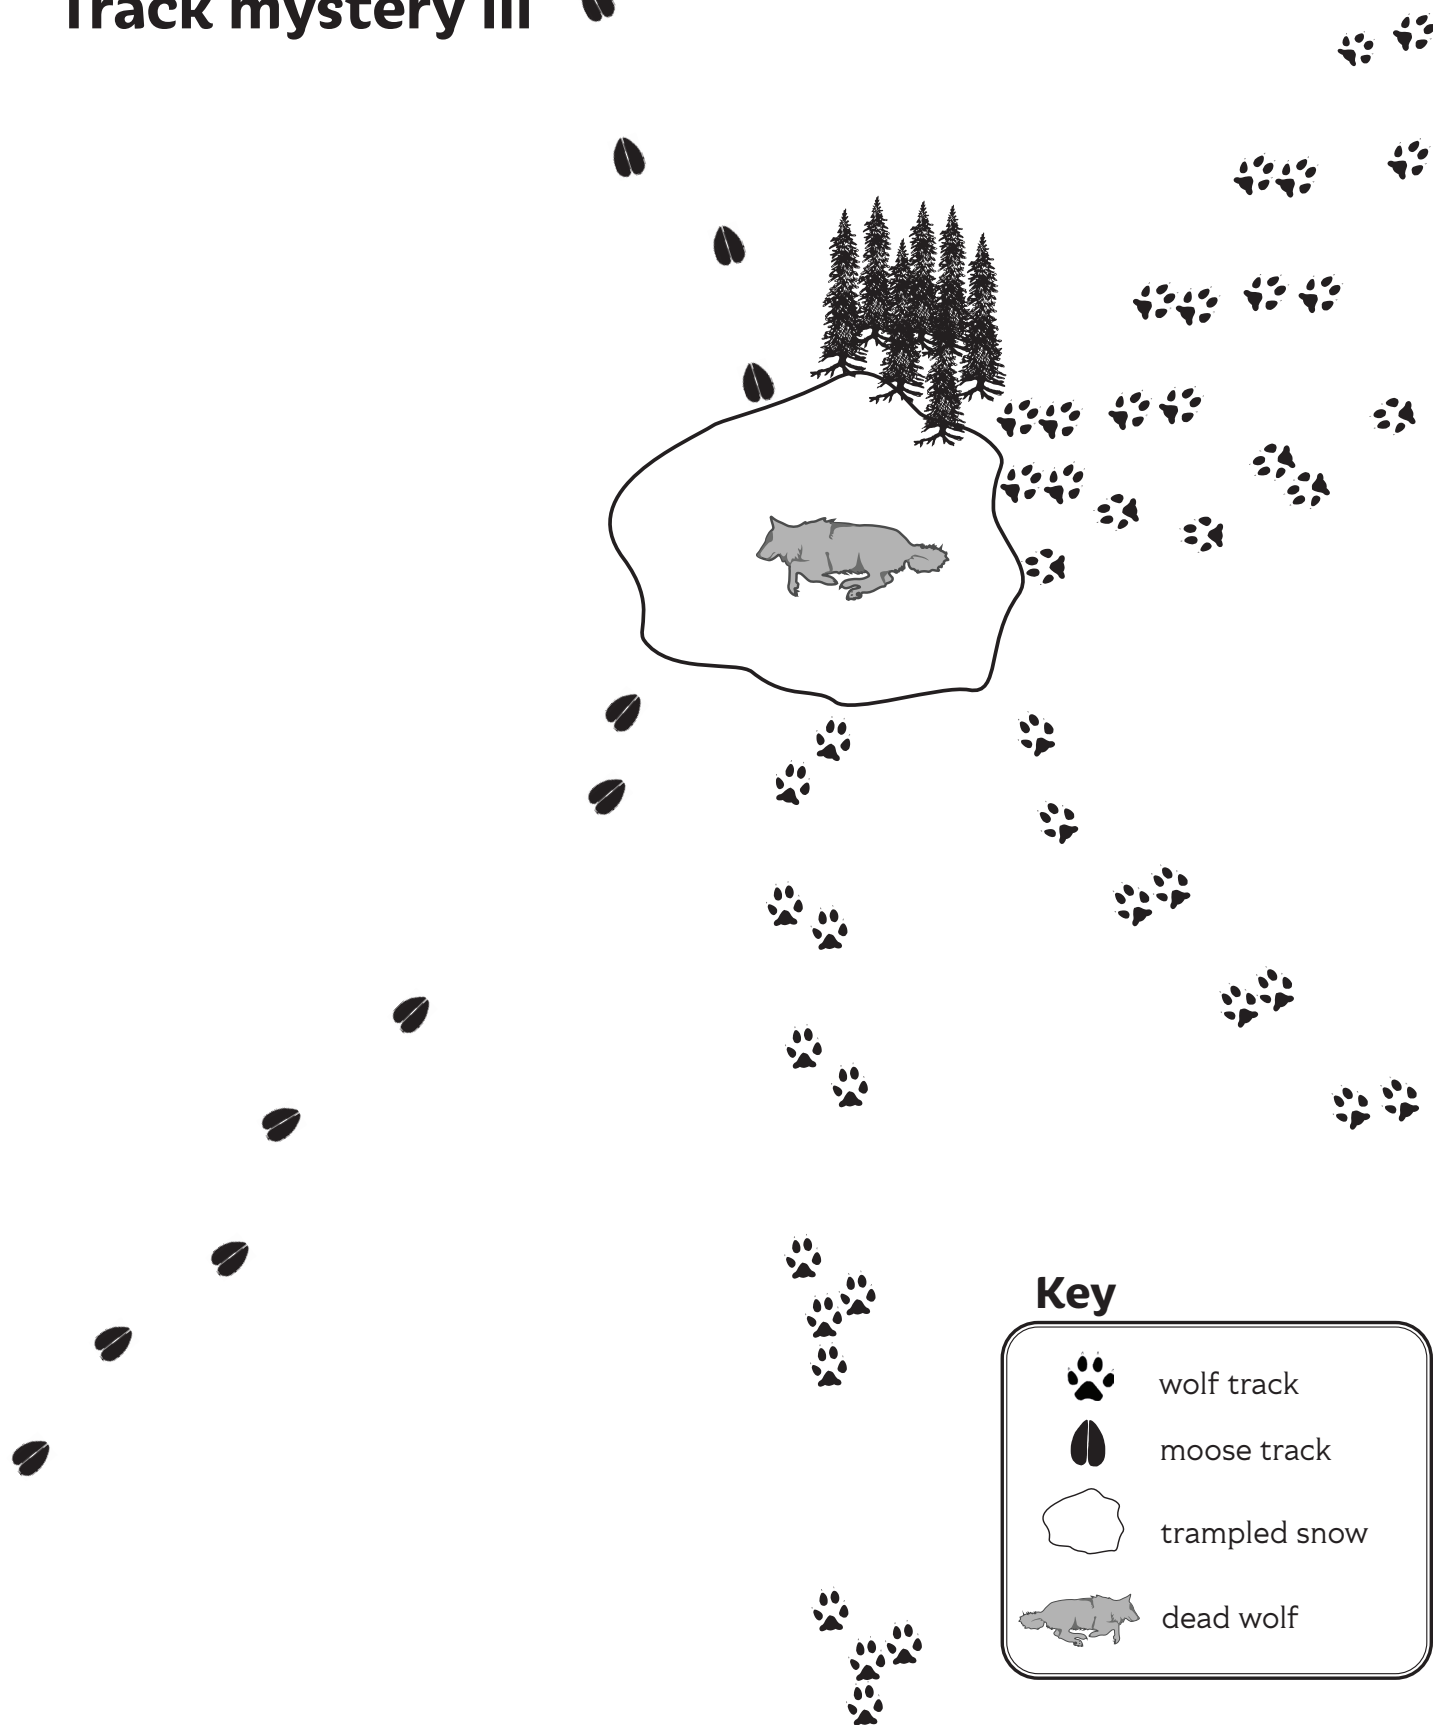 Track mystery III
Key
wolf track
moose track
trampled snow
dead wolf